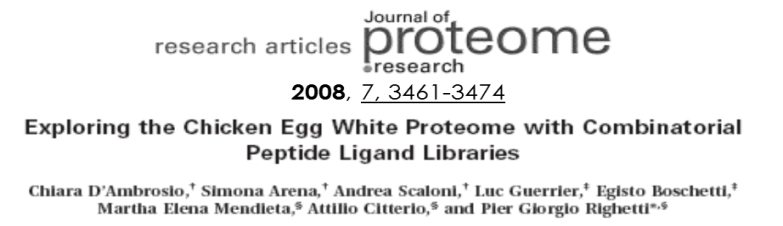 Journal of
research articles proteome
•research
2008, 7, 3461-3474
Exploring the Chicken Egg White Proteome with Combinatorial
Peptide Ligand Libraries
Chiara D'Ambrosio,† Simona Arena,† Andrea Scaloni,† Luc Guerrier,‡ Egisto Boschetti,‡
Martha Elena Mendieta,§ Attilio Citterio,§ and Pier Giorgio Righetti*,§